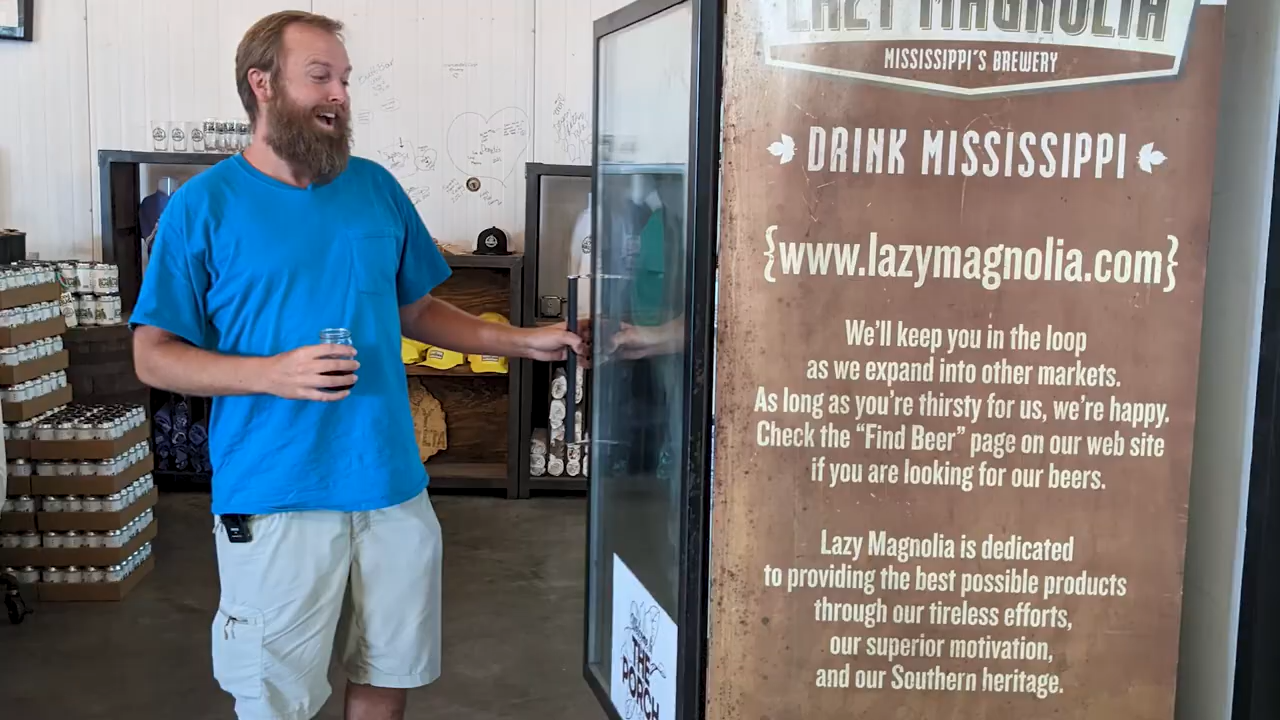 LAZY MAGNOLIA
MISSISSIPPI'S BREWERY
DRINK MISSISSIPPI
{www.lazymagnolia.com}
We'll keep you in the loop
as we expand into other markets.
As long as you're thirsty for us, we're happy.
Check the "Find Beer" page on our web site
if you are looking for our beers.
Lazy Magnolia is dedicated
to providing the best possible products
through our tireless efforts,
our superior motivation,
and our Southern heritage.
THE
PORCH